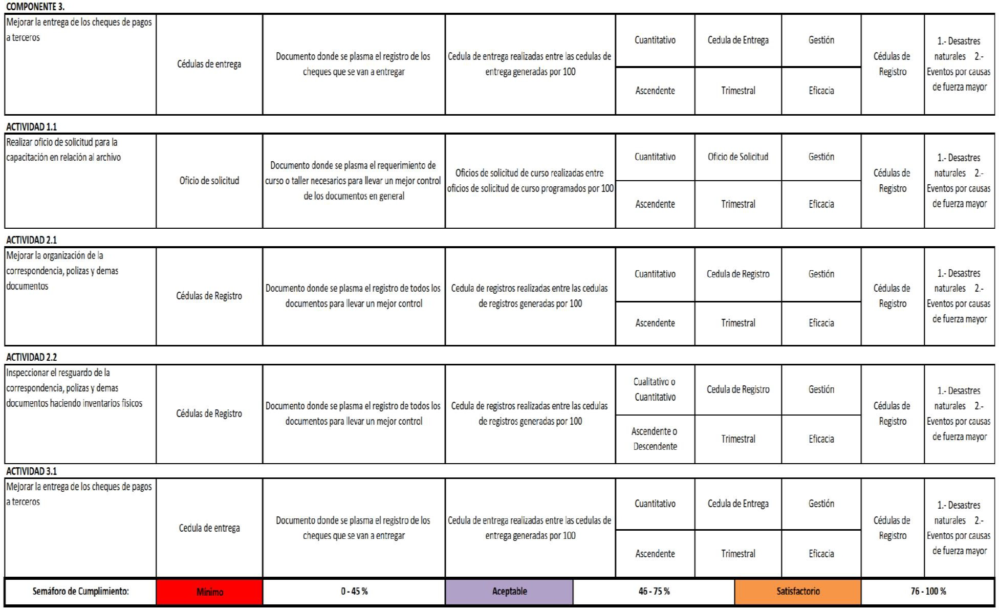 COMPONENTE 3.
Mejorar la entrega de los cheques de pagos
a terceros
Cédulas de entrega
Documento donde se plasma el registro de los
cheques que se van a entregar
Cedula de entrega realizadas entre las cedulas de
entrega generadas por 100
Cuantitativo
Cedula de Entrega
Gestión
Ascendente
Trimestral
Eficacia
Cédulas de
Registro
1.- Desastres
naturales 2.-
Eventos por causas
de fuerza mayor
ACTIVIDAD 1.1
Realizar oficio de solicitud para la
capacitación en relación al archivo
Oficio de solicitud
Documento donde se plasma el requerimiento de
curso o taller necesarios para llevar un mejor control
de los documentos en general
Oficios de solicitud de curso realizadas entre
oficios de solicitud de curso programados por 100
Cuantitativo
Oficio de Solicitud
Gestión
Ascendente
Trimestral
Eficacia
Cédulas de
Registro
1.- Desastres
naturales 2.-
Eventos por causas
de fuerza mayor
ACTIVIDAD 2.1
Mejorar la organización de la
correspondencia, polizas y demas
documentos
Cédulas de Registro
Documento donde se plasma el registro de todos los
documentos para llevar un mejor control
Cedula de registros realizadas entre las cedulas
de registros generadas por 100
Cuantitativo
Cedula de Registro
Gestión
Ascendente
Trimestral
Eficacia
Cédulas de
Registro
1.- Desastres
naturales 2.-
Eventos por causas
de fuerza mayor
ACTIVIDAD 2.2
Inspeccionar el resguardo de la
correspondencia, polizas y demas
documentos haciendo inventarios fisicos
Cédulas de Registro
Documento donde se plasma el registro de todos los
documentos para llevar un mejor control
Cedula de registros realizadas entre las cedulas
de registros generadas por 100
Cualitativo o
Cuantitativo
Cedula de Registro
Gestión
Ascendente o
Descendente
Trimestral
Eficacia
Cédulas de
Registro
1.- Desastres
naturales 2.-
Eventos por causas
de fuerza mayor
ACTIVIDAD 3.1
Mejorar la entrega de los cheques de pagos
a terceros
Cedula de entrega
Documento donde se plasma el registro de los
cheques que se van a entregar
Cedula de entrega realizadas entre las cedulas de
entrega generadas por 100
Cuantitativo
Cedula de Entrega
Gestión
Ascendente
Trimestral
Eficacia
Cédulas de
Registro
1.- Desastres
naturales 2.-
Eventos por causas
de fuerza mayor
Semáforo de Cumplimiento:
Mínimo
0 - 45 %
Aceptable
46 - 75 %
Satisfactorio
76 - 100 %